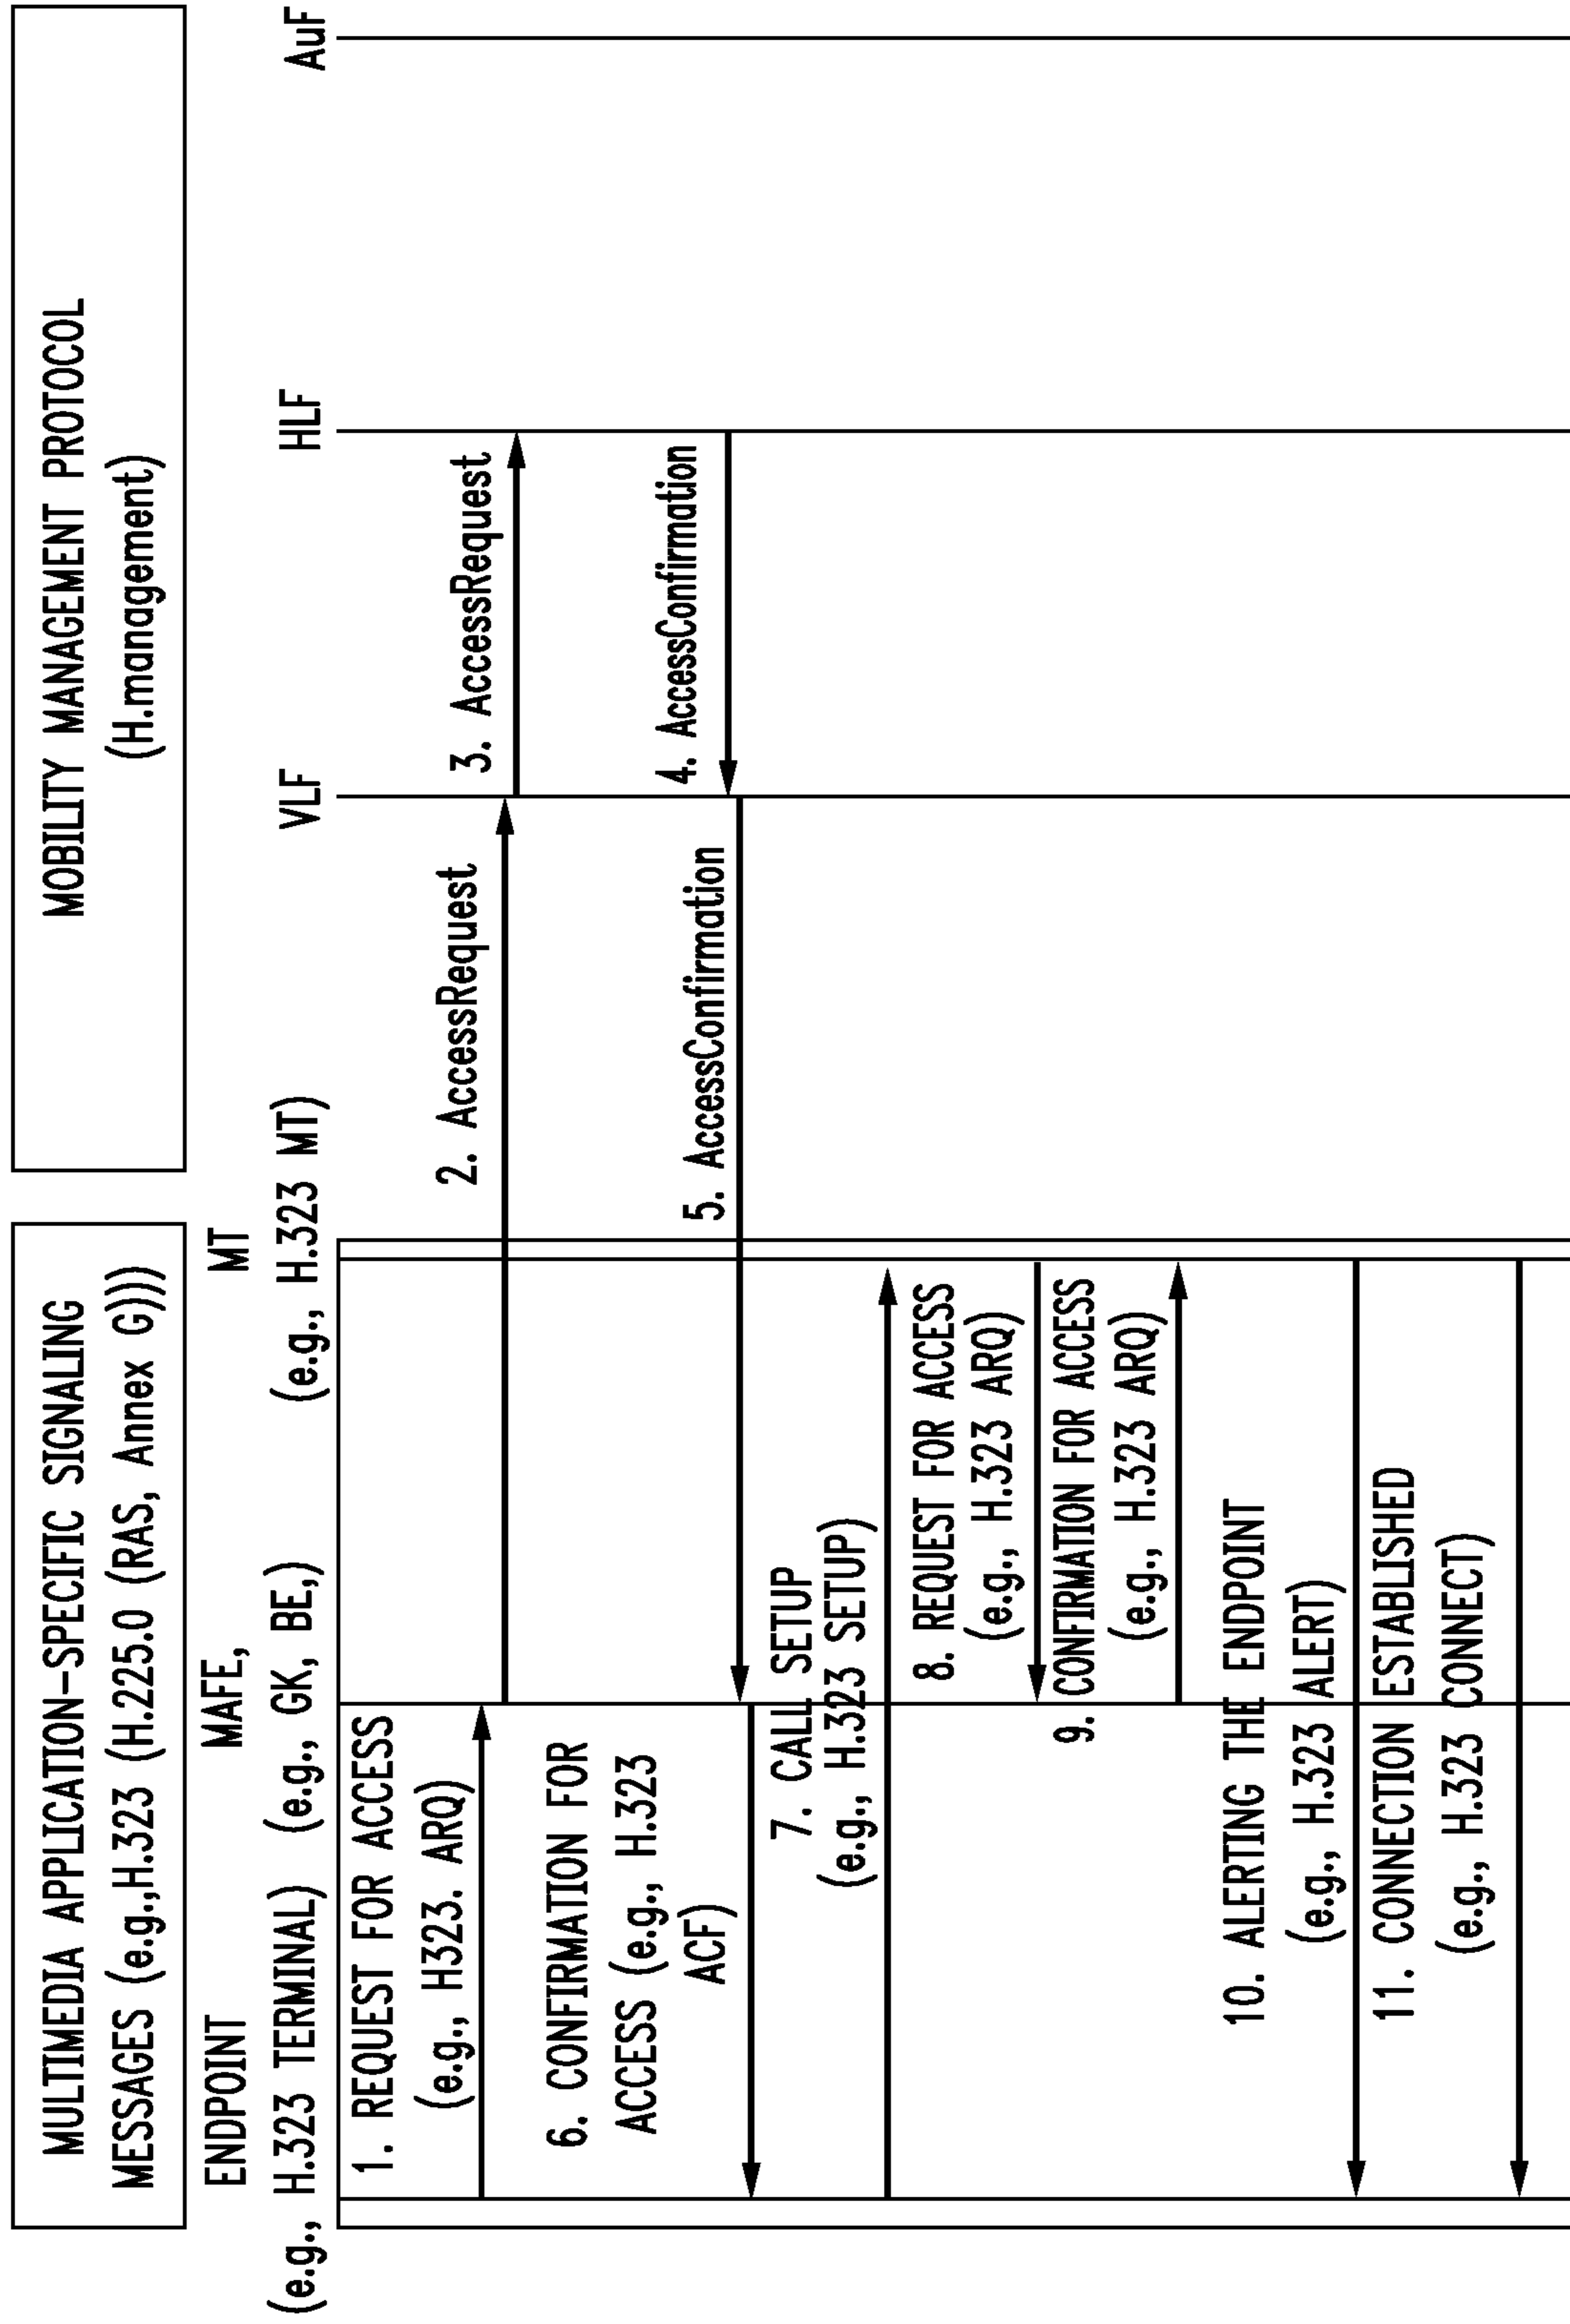 MULTIMEDIA APPLICATION-SPECIFIC SIGNALING
MESSAGES (e.g.,H.323 (H.225.0 (RAS, Annex G)))
MOBILITY MANAGEMENT PROTOCOL
(H.management)
ENDPOINT
(e.g., H.323 TERMINAL)
MAFE,
(e.g., GK, BE,)
MT
(e.g., H.323 MT)
VLF
HLF
AuF
1. REQUEST FOR ACCESS
(e.g., H323. ARQ)
2. AccessRequest
3. AccessRequest
4. AccessConfirmation
5. AccessConfirmation
6. CONFIRMATION FOR
ACCESS (e.g., H.323
ACF)
7. CALL SETUP
(e.g., H.323 SETUP)
8. REQUEST FOR ACCESS
(e.g., H.323 ARQ)
9. CONFIRMATION FOR ACCESS
(e.g., H.323 ARQ)
10. ALERTING THE ENDPOINT
(e.g., H.323 ALERT)
11. CONNECTION ESTABLISHED
(e.g., H.323 CONNECT)